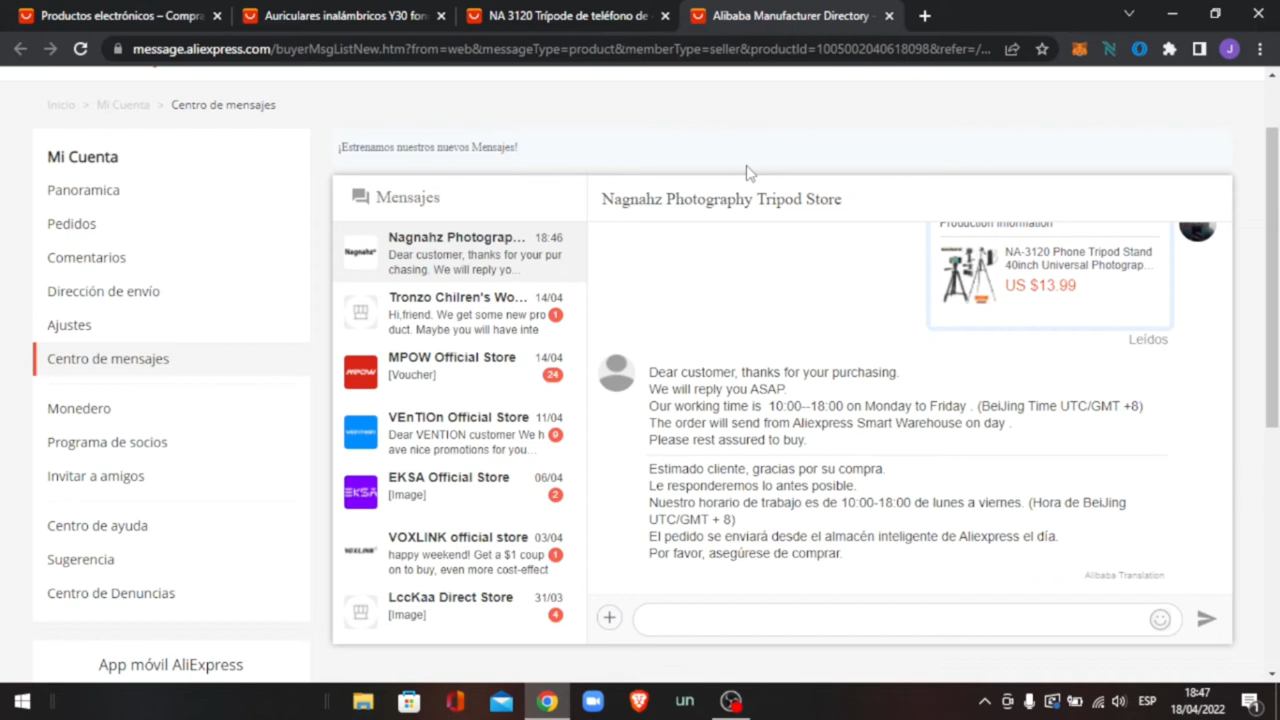 Productos electrónicos – Compra
Auriculares inalámbricos Y30 fon
NA 3120 Trípode de teléfono de
Alibaba Manufacturer Directory -
message.aliexpress.com/buyerMsgListNew.htm?from=web&messageType=product&memberType=seller&productId=1005002040618098&refer=/...
J
Inicio > Mi Cuenta > Centro de mensajes
Mi Cuenta
Panoramica
Pedidos
Comentarios
Dirección de envío
Ajustes
Centro de mensajes
Monedero
Programa de socios
Invitar a amigos
Centro de ayuda
Sugerencia
Centro de Denuncias
App móvil AliExpress
¡Estrenamos nuestros nuevos Mensajes!
Mensajes
Nagnahz®
Nagnahz Photograp... 18:46
Dear customer, thanks for your pur
chasing. We will reply yo...
Tronzo Chilren's Wo... 14/04
Hi,friend. We get some new pro
duct. Maybe you will have inte
1
MPOW
MPOW Official Store 14/04
[Voucher] 24
VENTION
VEnTIOn Official Store 11/04
Dear VENTION customer We h
ave nice promotions for you...
9
EKSA
EKSA Official Store 06/04
[Image] 2
VOXLINK
VOXLINK official store 03/04
happy weekend! Get a $1 coup
on to buy, even more cost-effect
1
LccKaa Direct Store 31/03
[Image] 4
Nagnahz Photography Tripod Store
Production Information
NA-3120 Phone Tripod Stand
40inch Universal Photograp...
US $13.99
Leídos
Dear customer, thanks for your purchasing.
We will reply you ASAP.
Our working time is 10:00--18:00 on Monday to Friday . (BeiJing Time UTC/GMT +8)
The order will send from Aliexpress Smart Warehouse on day .
Please rest assured to buy.
Estimado cliente, gracias por su compra.
Le responderemos lo antes posible.
Nuestro horario de trabajo es de 10:00-18:00 de lunes a viernes. (Hora de BeiJing
UTC/GMT + 8)
El pedido se enviará desde el almacén inteligente de Aliexpress el día.
Por favor, asegúrese de comprar.
Alibaba Translation
un
ESP
18:47
18/04/2022
1